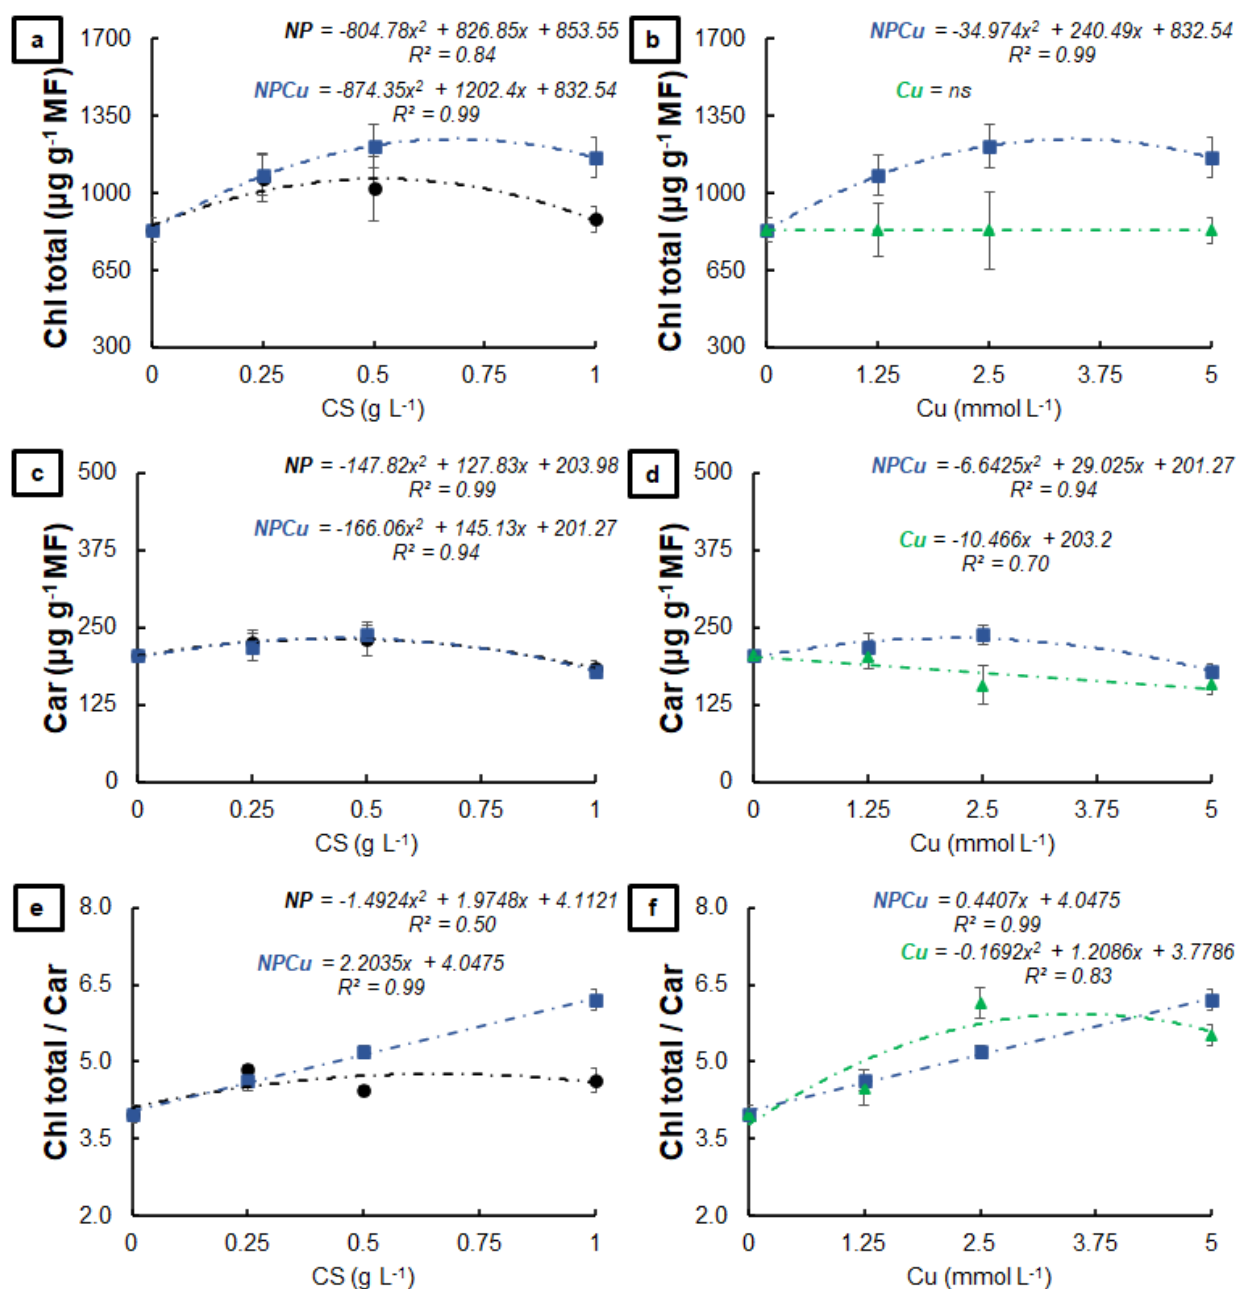 a
NP = -804.78x² + 826.85x + 853.55
R² = 0.84
NPCu = -874.35x² + 1202.4x + 832.54
R² = 0.99
Chl total (µg g⁻¹ MF)
1700
1350
1000
650
300
0 0.25 0.5 0.75 1
CS (g L⁻¹)
b
NPCu = -34.974x² + 240.49x + 832.54
R² = 0.99
Cu = ns
Chl total (µg g⁻¹ MF)
1700
1350
1000
650
300
0 1.25 2.5 3.75 5
Cu (mmol L⁻¹)
c
NP = -147.82x² + 127.83x + 203.98
R² = 0.99
NPCu = -166.06x² + 145.13x + 201.27
R² = 0.94
Car (µg g⁻¹ MF)
500
375
250
125
0
0 0.25 0.5 0.75 1
CS (g L⁻¹)
d
NPCu = -6.6425x² + 29.025x + 201.27
R² = 0.94
Cu = -10.466x + 203.2
R² = 0.70
Car (µg g⁻¹ MF)
500
375
250
125
0
0 1.25 2.5 3.75 5
Cu (mmol L⁻¹)
e
NP = -1.4924x² + 1.9748x + 4.1121
R² = 0.50
NPCu = 2.2035x + 4.0475
R² = 0.99
Chl total / Car
8.0
6.5
5.0
3.5
2.0
0 0.25 0.5 0.75 1
CS (g L⁻¹)
f
NPCu = 0.4407x + 4.0475
R² = 0.99
Cu = -0.1692x² + 1.2086x + 3.7786
R² = 0.83
Chl total / Car
8.0
6.5
5.0
3.5
2.0
0 1.25 2.5 3.75 5
Cu (mmol L⁻¹)